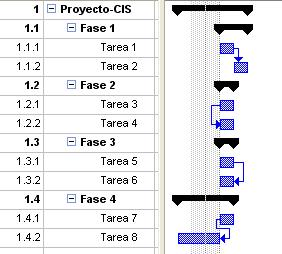 1 Proyecto-CIS
1.1 Fase 1
1.1.1 Tarea 1
1.1.2 Tarea 2
1.2 Fase 2
1.2.1 Tarea 3
1.2.2 Tarea 4
1.3 Fase 3
1.3.1 Tarea 5
1.3.2 Tarea 6
1.4 Fase 4
1.4.1 Tarea 7
1.4.2 Tarea 8